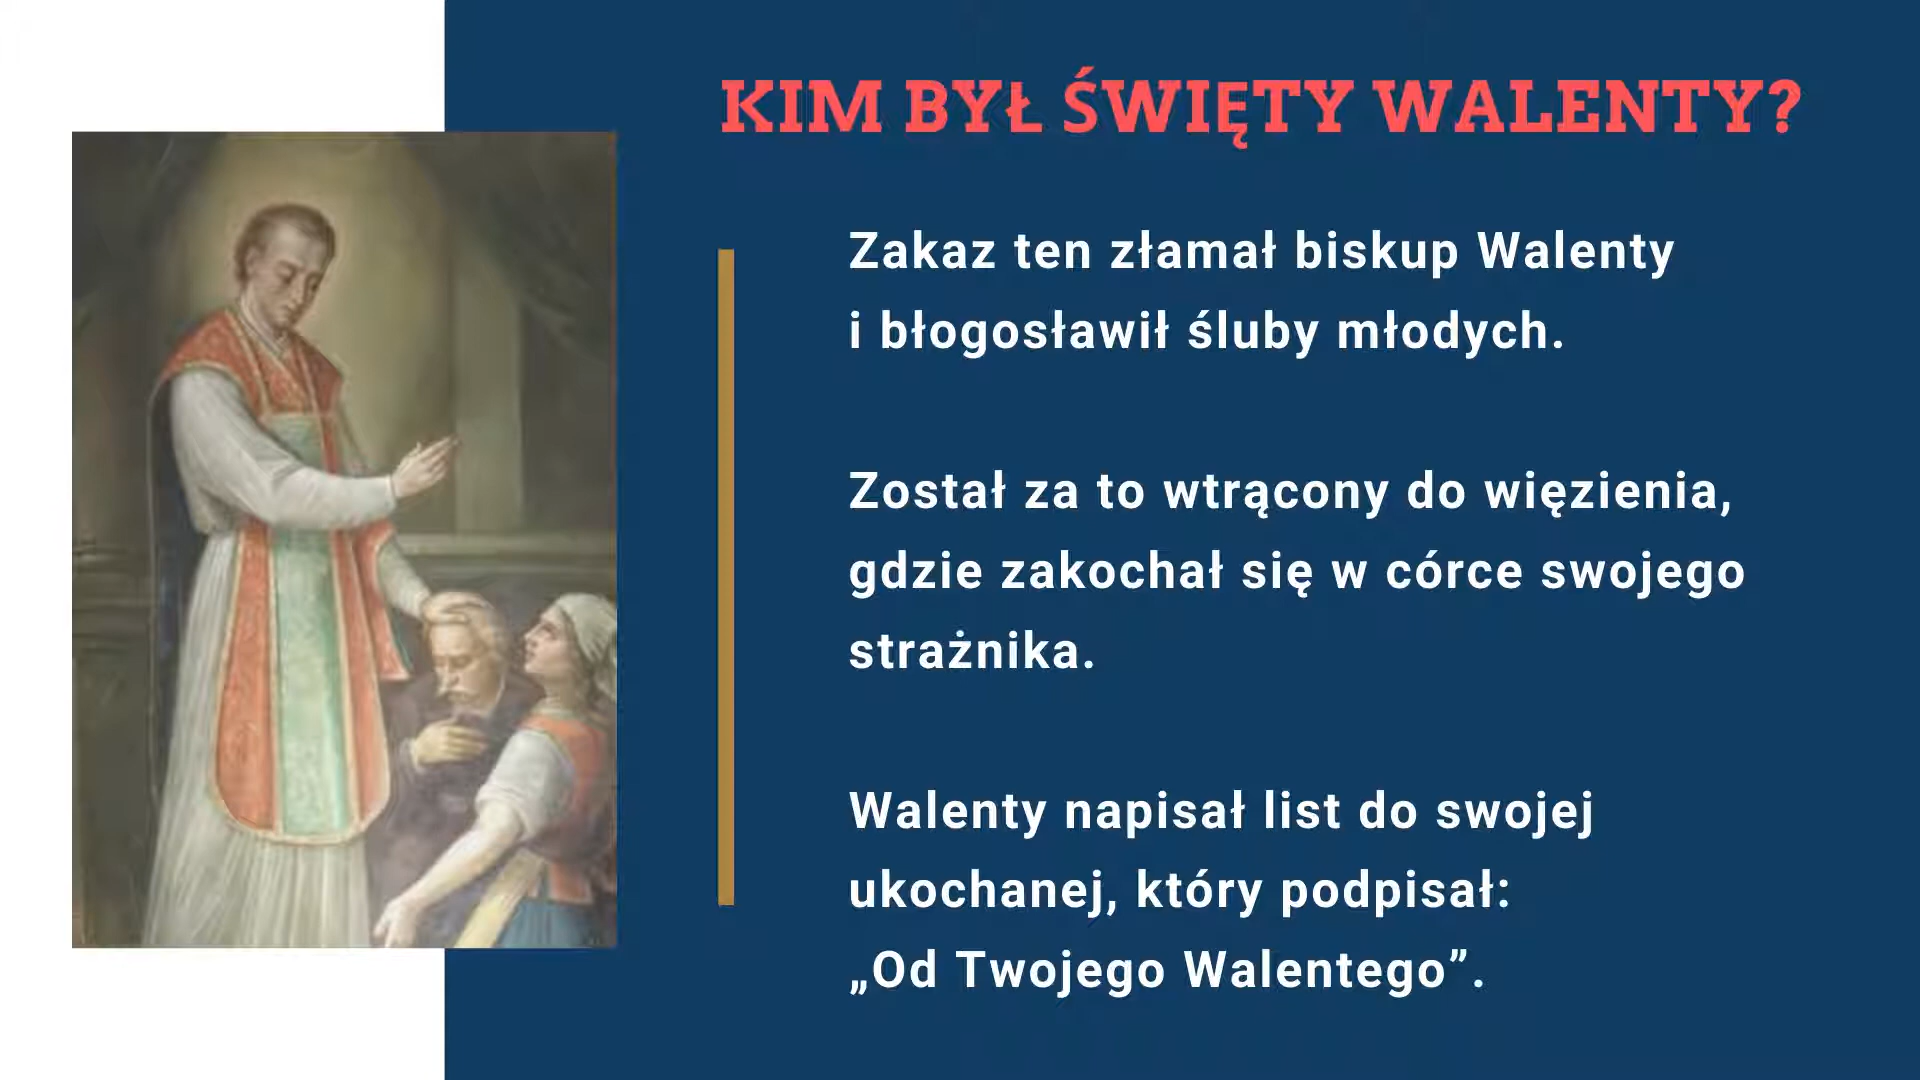 KIM BYŁ ŚWIĘTY WALENTY?
Zakaz ten złamał biskup Walenty
i błogosławił śluby młodych.
Został za to wtrącony do więzienia,
gdzie zakochał się w córce swojego
strażnika.
Walenty napisał list do swojej
ukochanej, który podpisał:
„Od Twojego Walentego”.